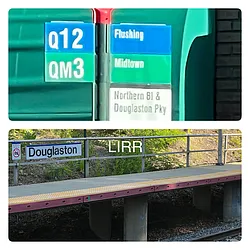 Q12
QM3
Flushing
Midtown
Northern Bl &
Douglaston Pky
Douglaston
LIRR